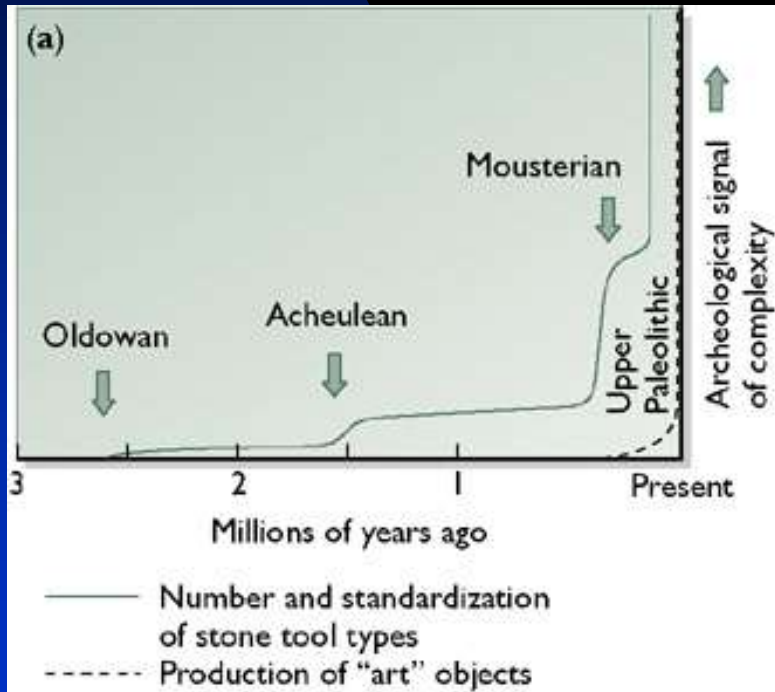 (a)
Mousterian
Acheulean
Oldowan
Upper
Paleolithic
Archeological signal
of complexity
3
2
1
Present
Millions of years ago
Number and standardization
of stone tool types
Production of "art" objects